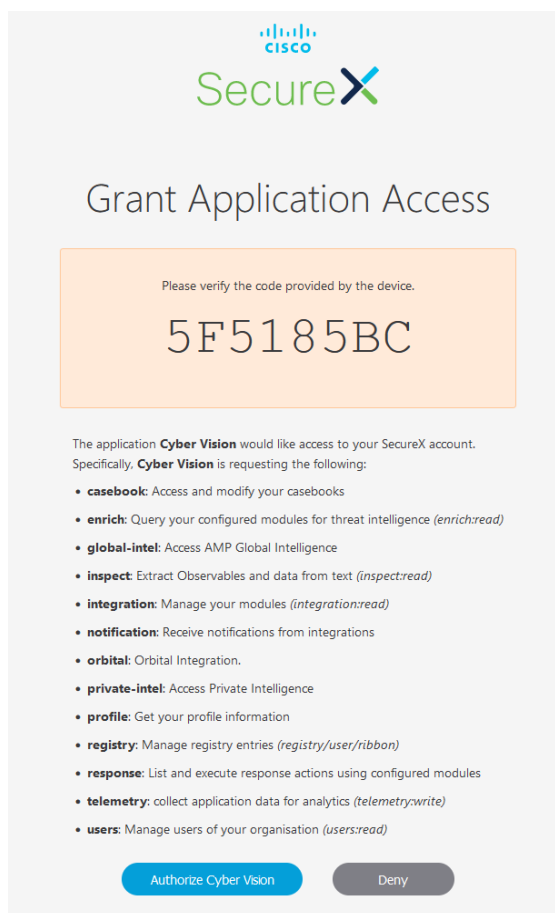 CISCO
SecureX
Grant Application Access
Please verify the code provided by the device.
5F5185BC
The application Cyber Vision would like access to your SecureX account.
Specifically, Cyber Vision is requesting the following:
• casebook: Access and modify your casebooks
• enrich: Query your configured modules for threat intelligence (enrich:read)
• global-intel: Access AMP Global Intelligence
• inspect: Extract Observables and data from text (inspect:read)
• integration: Manage your modules (integration:read)
• notification: Receive notifications from integrations
• orbital: Orbital Integration.
• private-intel: Access Private Intelligence
• profile: Get your profile information
• registry: Manage registry entries (registry/user/ribbon)
• response: List and execute response actions using configured modules
• telemetry: collect application data for analytics (telemetry:write)
• users: Manage users of your organisation (users:read)
Authorize Cyber Vision Deny